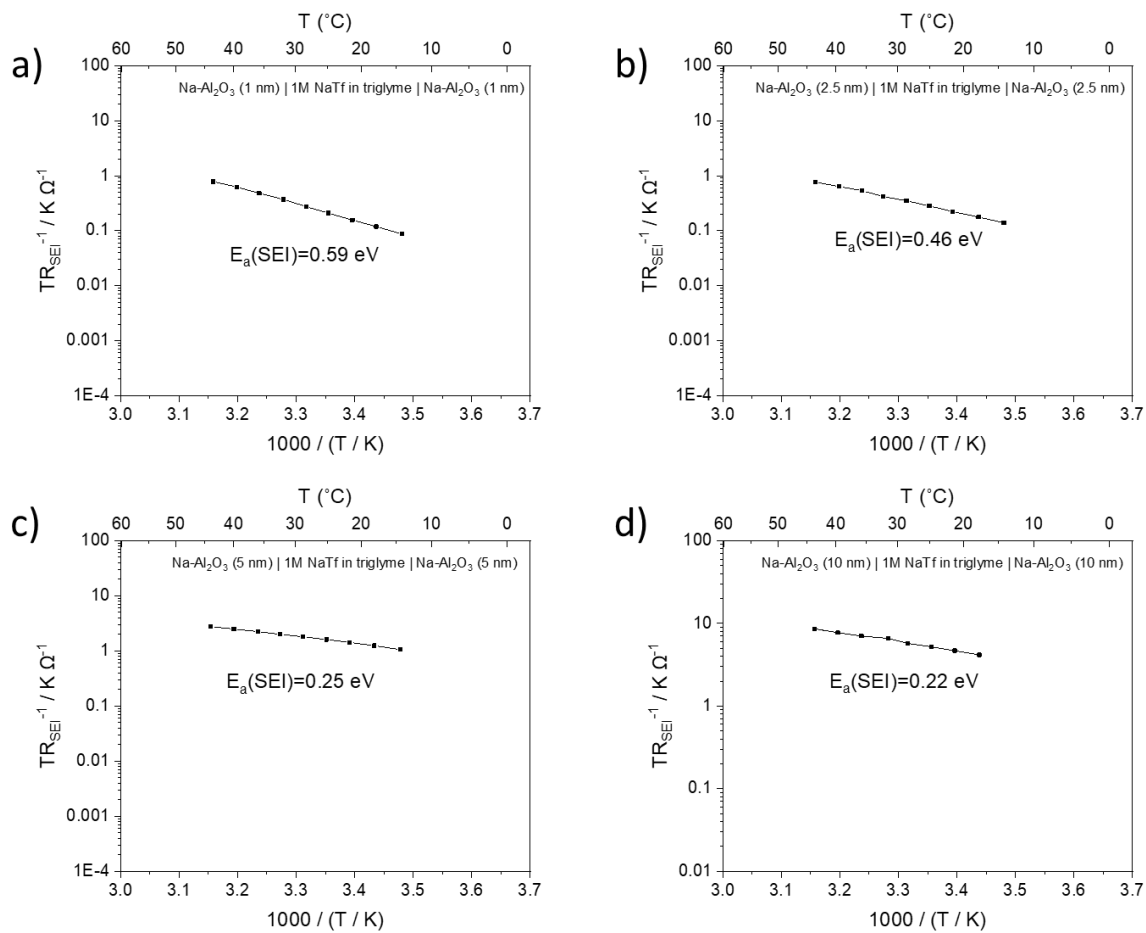 a)
T (°C)
60 50 40 30 20 10 0
100
Na-Al₂O₃ (1 nm) | 1M NaTf in triglyme | Na-Al₂O₃ (1 nm)
10
1
0.1
0.01
0.001
1E-4
TR_SEI⁻¹ / K Ω⁻¹
Eₐ(SEI)=0.59 eV
3.0 3.1 3.2 3.3 3.4 3.5 3.6 3.7
1000 / (T / K)
b)
T (°C)
60 50 40 30 20 10 0
100
Na-Al₂O₃ (2.5 nm) | 1M NaTf in triglyme | Na-Al₂O₃ (2.5 nm)
10
1
0.1
0.01
0.001
1E-4
TR_SEI⁻¹ / K Ω⁻¹
Eₐ(SEI)=0.46 eV
3.0 3.1 3.2 3.3 3.4 3.5 3.6 3.7
1000 / (T / K)
c)
T (°C)
60 50 40 30 20 10 0
100
Na-Al₂O₃ (5 nm) | 1M NaTf in triglyme | Na-Al₂O₃ (5 nm)
10
1
0.1
0.01
0.001
1E-4
TR_SEI⁻¹ / K Ω⁻¹
Eₐ(SEI)=0.25 eV
3.0 3.1 3.2 3.3 3.4 3.5 3.6 3.7
1000 / (T / K)
d)
T (°C)
60 50 40 30 20 10 0
100
Na-Al₂O₃ (10 nm) | 1M NaTf in triglyme | Na-Al₂O₃ (10 nm)
10
1
0.1
0.01
TR_SEI⁻¹ / K Ω⁻¹
Eₐ(SEI)=0.22 eV
3.0 3.1 3.2 3.3 3.4 3.5 3.6 3.7
1000 / (T / K)